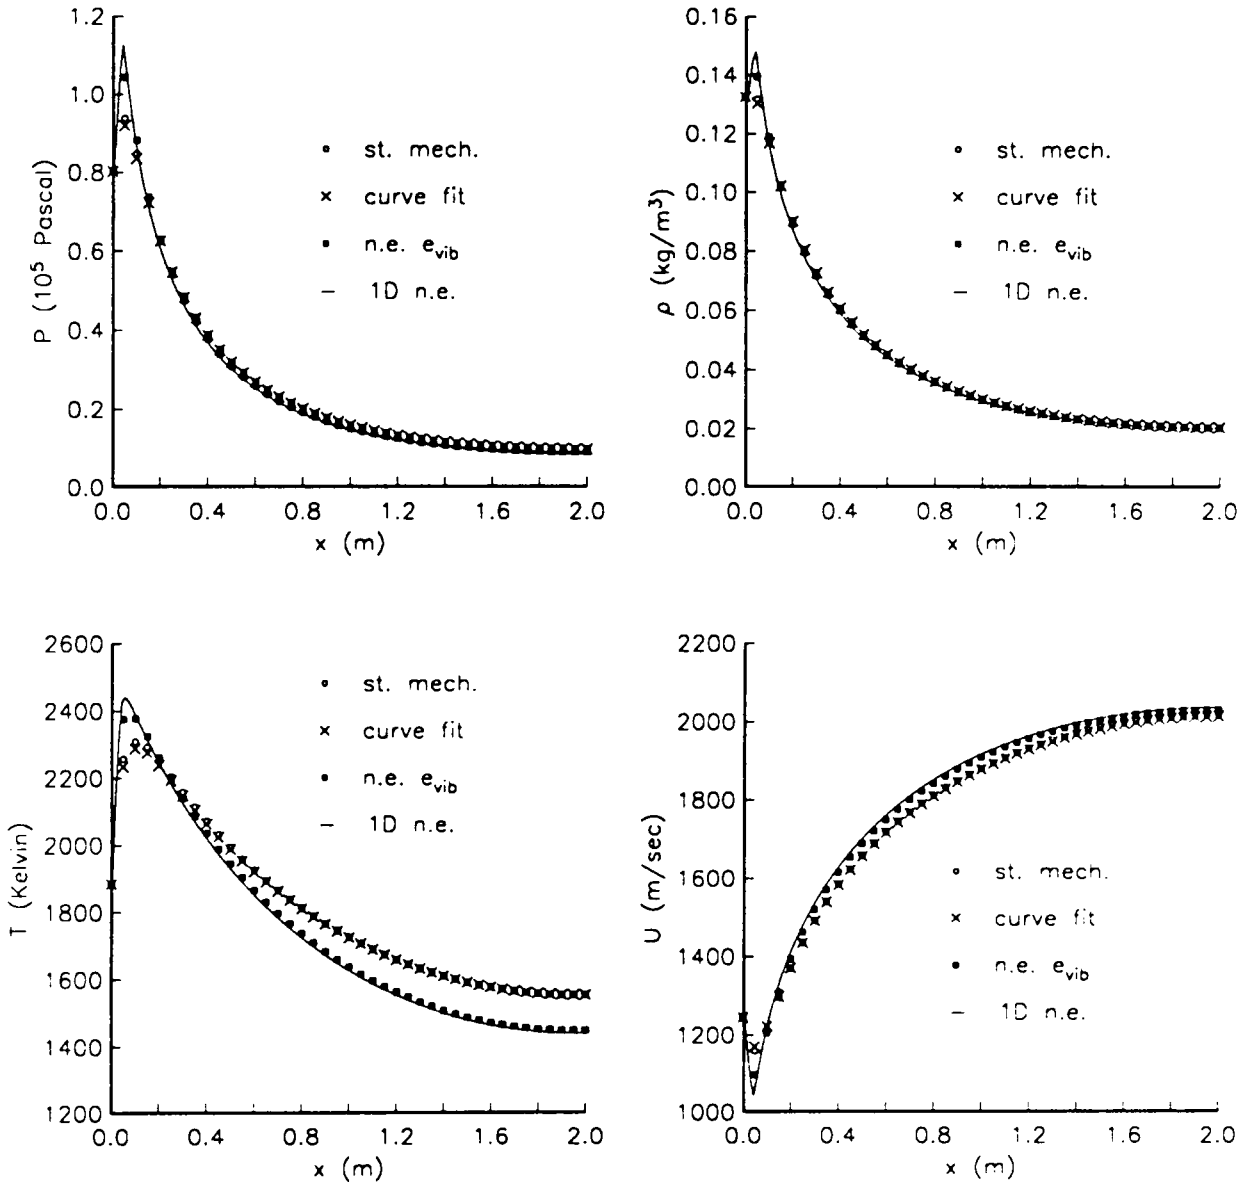 1.2
1.0
0.8
0.6
0.4
0.2
0.0
P (10⁵ Pascal)
st. mech.
curve fit
n.e. e_vib
1D n.e.
0.0 0.4 0.8 1.2 1.6 2.0
x (m)
0.16
0.14
0.12
0.10
0.08
0.06
0.04
0.02
0.00
ρ (kg/m³)
st. mech.
curve fit
n.e. e_vib
1D n.e.
0.0 0.4 0.8 1.2 1.6 2.0
x (m)
2600
2400
2200
2000
1800
1600
1400
1200
T (Kelvin)
st. mech.
curve fit
n.e. e_vib
1D n.e.
0.0 0.4 0.8 1.2 1.6 2.0
x (m)
2200
2000
1800
1600
1400
1200
1000
U (m/sec)
st. mech.
curve fit
n.e. e_vib
1D n.e.
0.0 0.4 0.8 1.2 1.6 2.0
x (m)